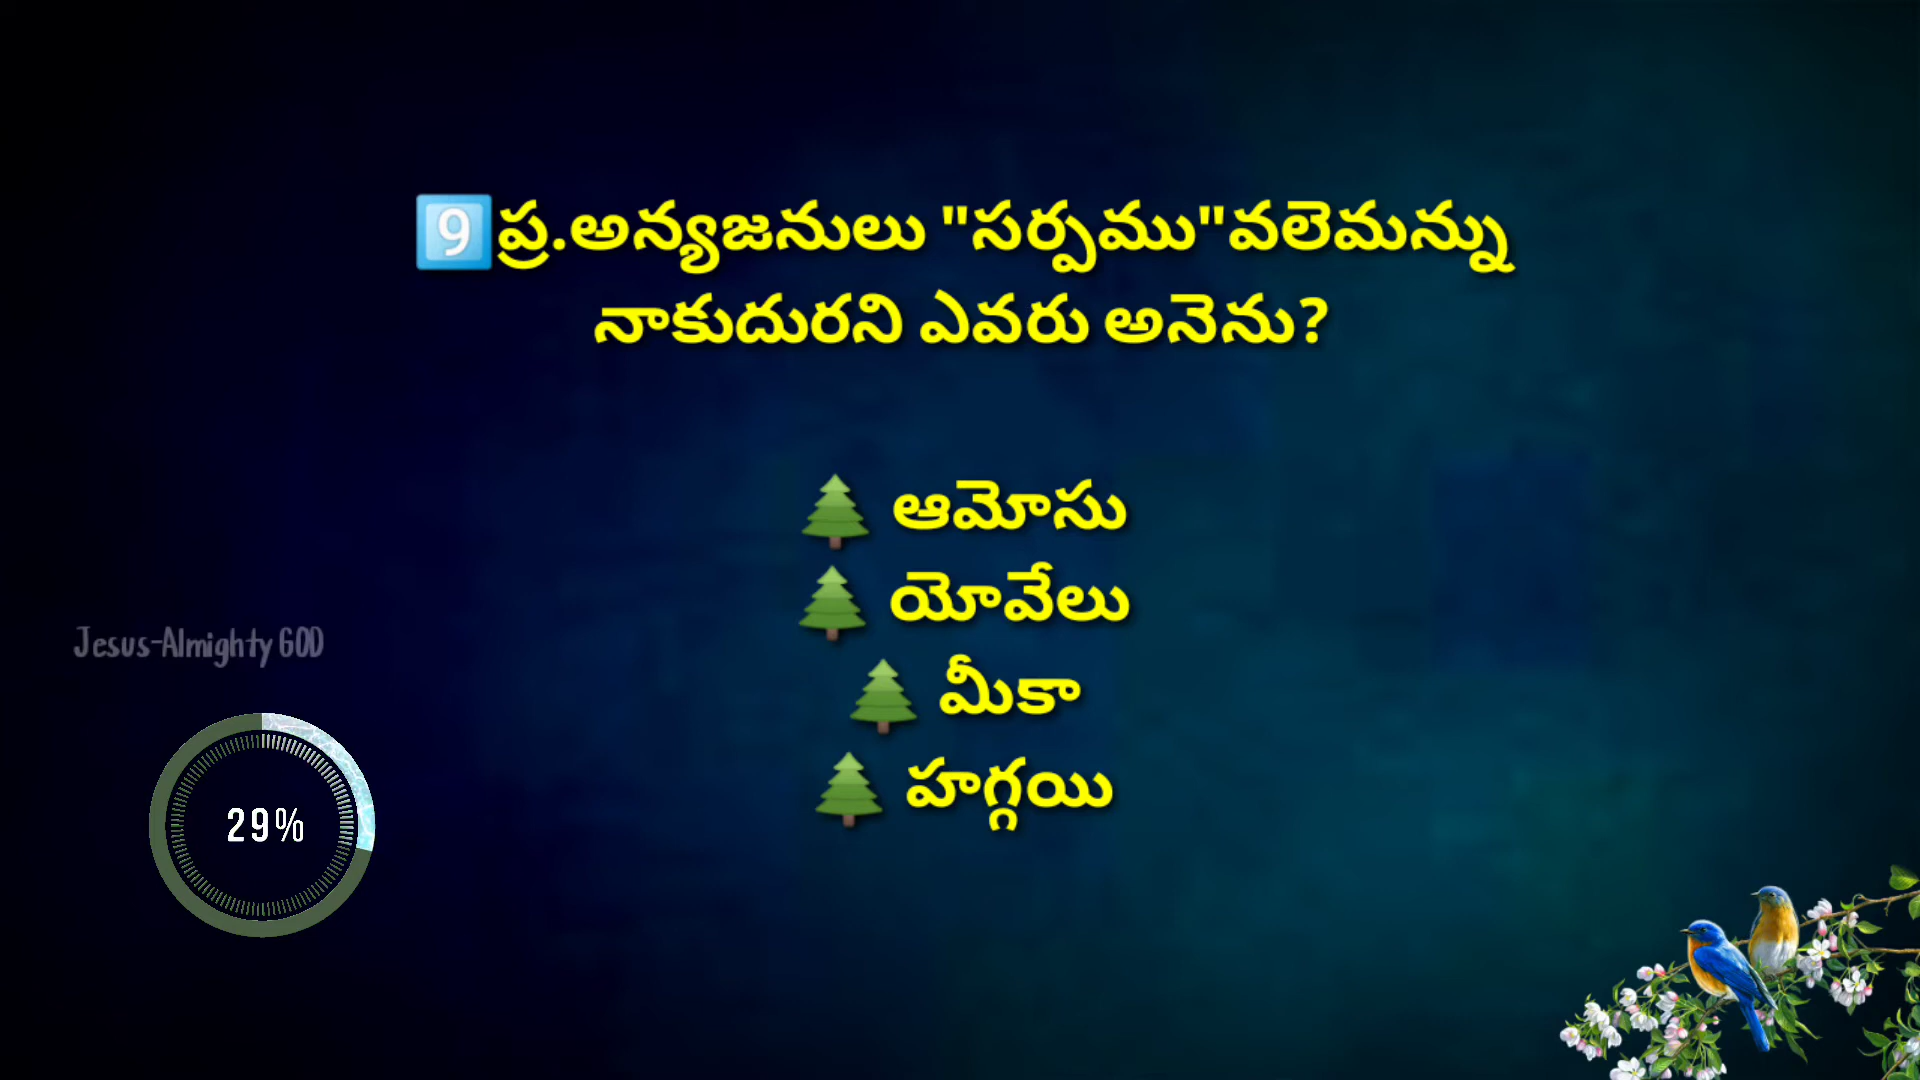 9️⃣ప్ర.అన్యజనులు "సర్పము"వలెమన్ను
నాకుదురని ఎవరు అనెను?
🌲 ఆమోసు
🌲 యోవేలు
🌲 మీకా
🌲 హగ్గయి
Jesus-Almighty GOD
29%